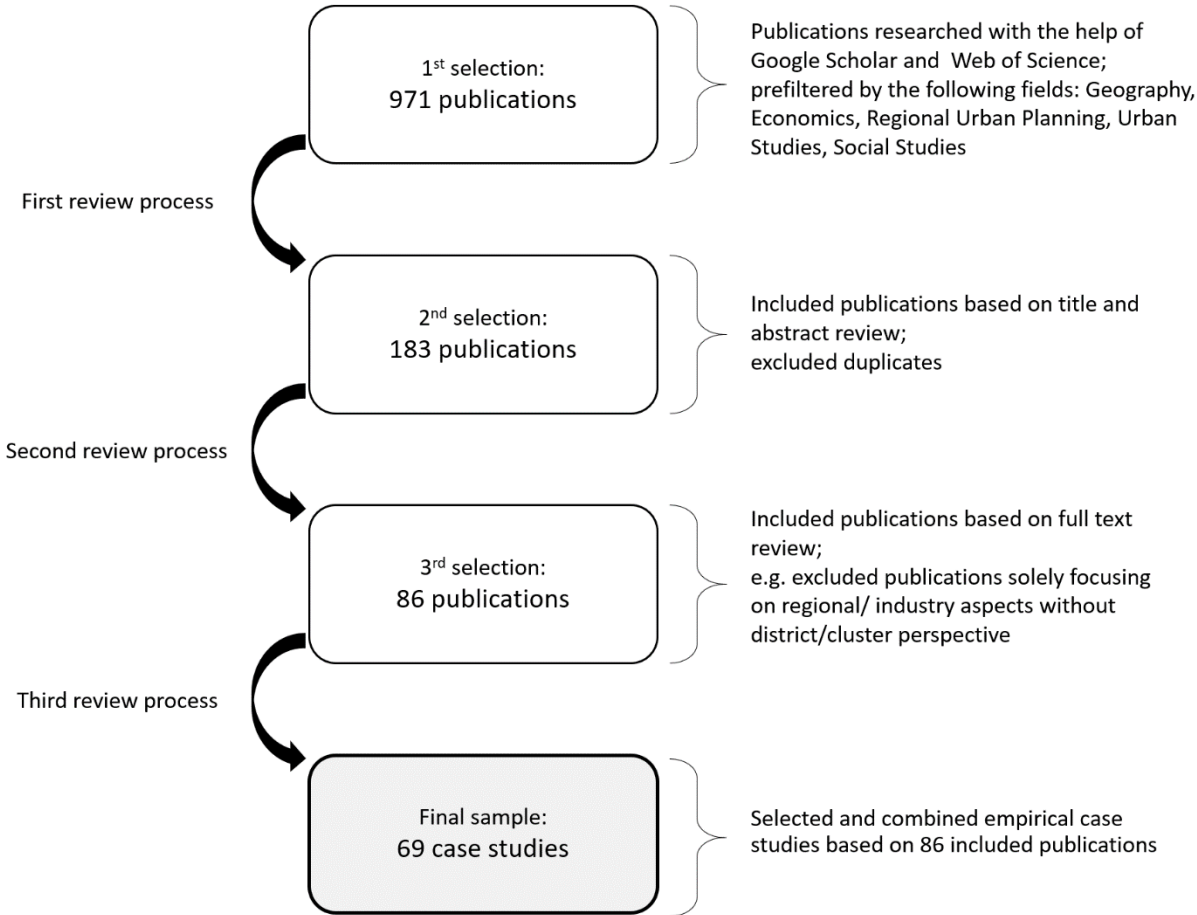 1st selection:
971 publications
Publications researched with the help of
Google Scholar and Web of Science;
prefiltered by the following fields: Geography,
Economics, Regional Urban Planning, Urban
Studies, Social Studies
First review process
2nd selection:
183 publications
Included publications based on title and
abstract review;
excluded duplicates
Second review process
3rd selection:
86 publications
Included publications based on full text
review;
e.g. excluded publications solely focusing
on regional/ industry aspects without
district/cluster perspective
Third review process
Final sample:
69 case studies
Selected and combined empirical case
studies based on 86 included publications